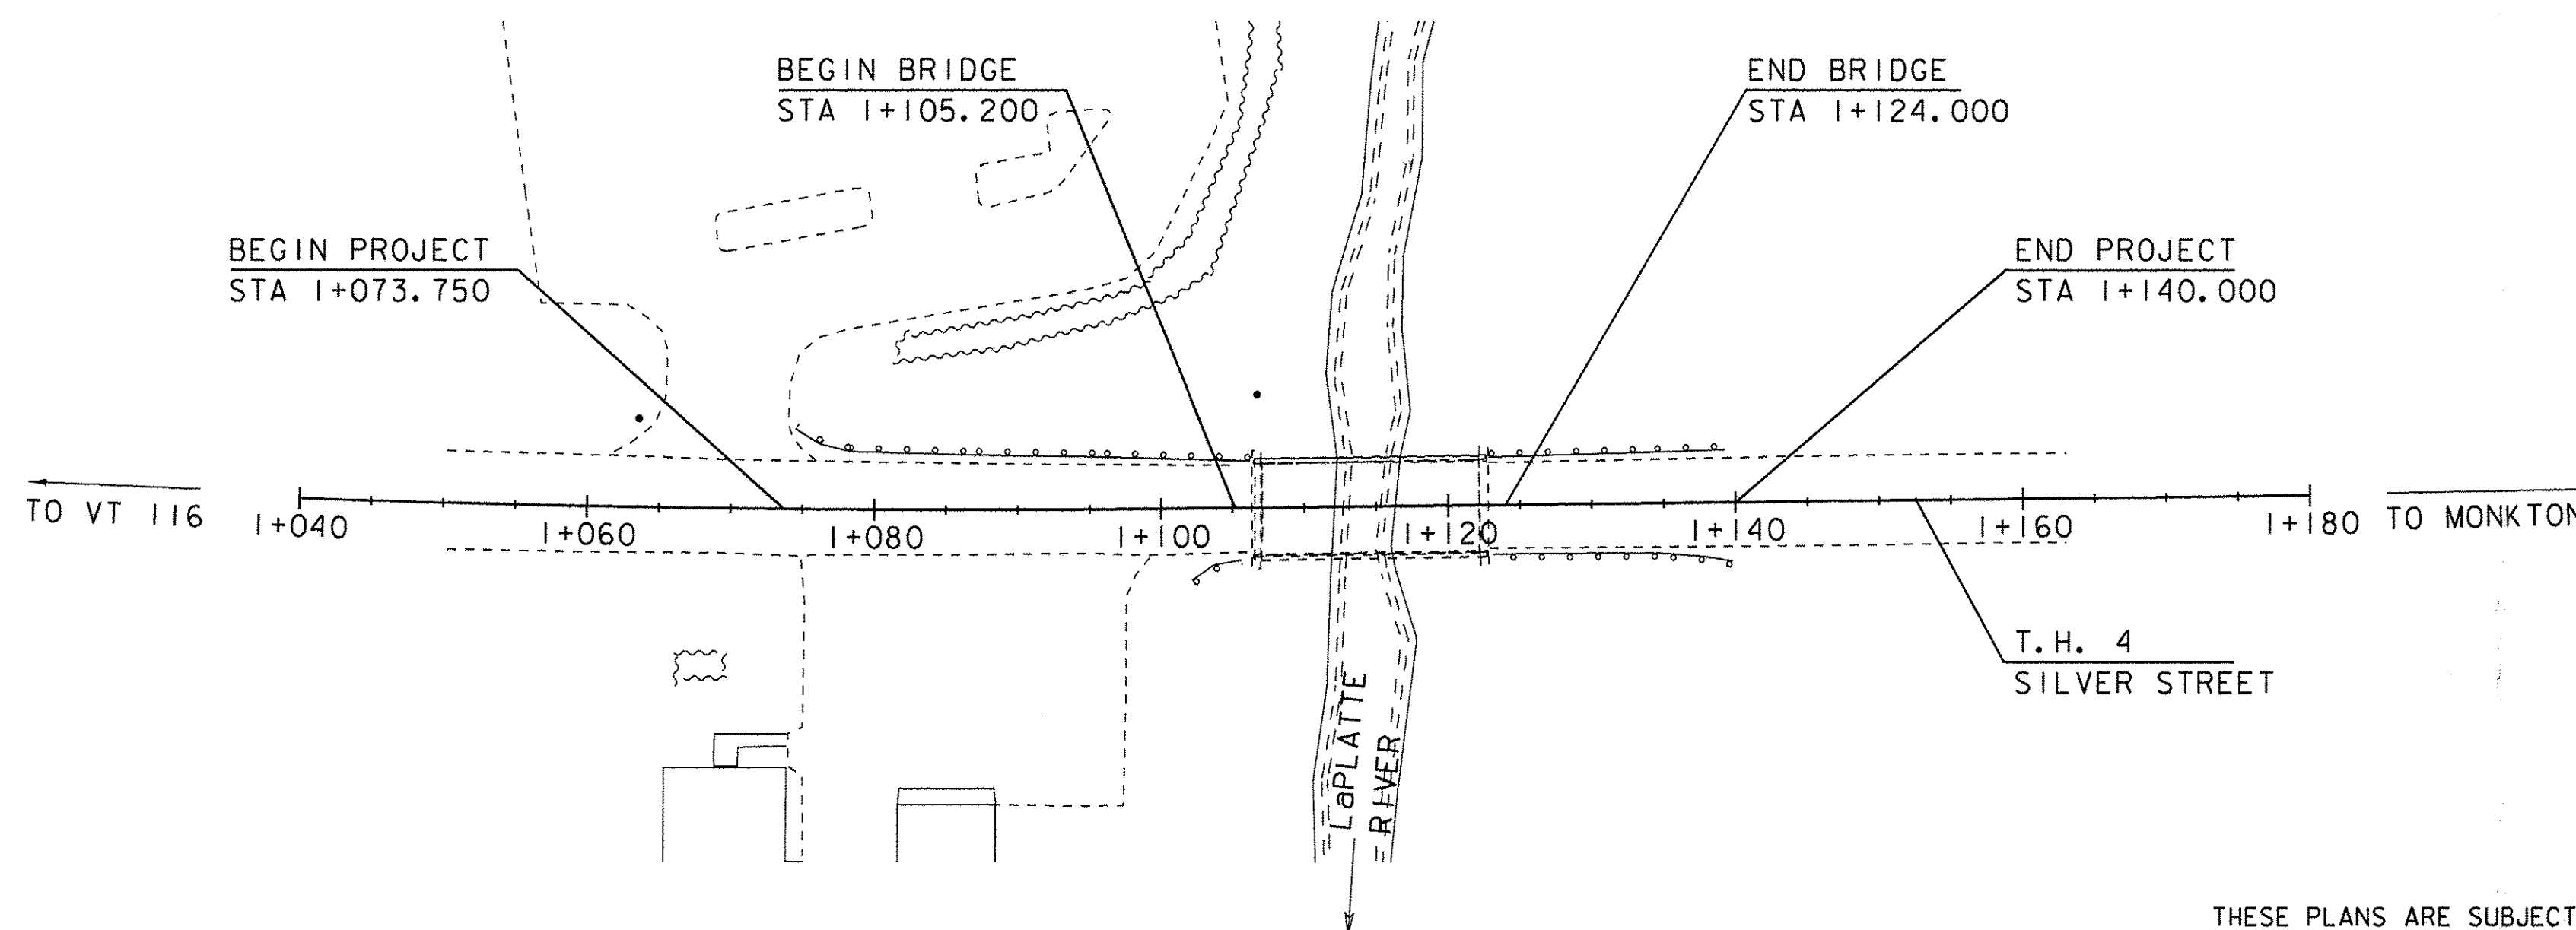 BEGIN BRIDGE
STA 1+105.200
END BRIDGE
STA 1+124.000
BEGIN PROJECT
STA 1+073.750
END PROJECT
STA 1+140.000
TO VT 116
1+040
1+060
1+080
1+100
1+120
1+140
1+160
1+180
TO MONKTON
T.H. 4
SILVER STREET
LaPLATTE
RIVER
THESE PLANS ARE SUBJECT